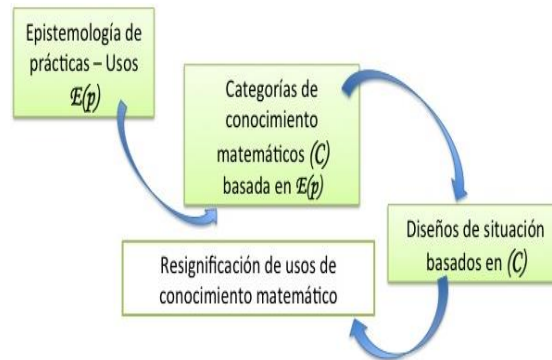 Epistemología de
prácticas – Usos
E(p)
Categorías de
conocimiento
matemáticos (C)
basada en E(p)
Diseños de situación
basados en (C)
Resignificación de usos de
conocimiento matemático